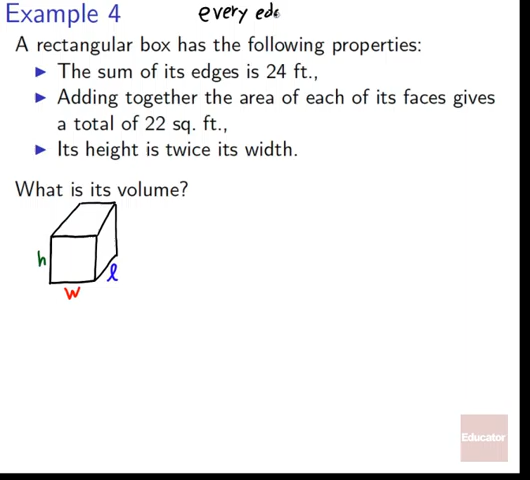 Example 4 every ed
A rectangular box has the following properties:
The sum of its edges is 24 ft.,
Adding together the area of each of its faces gives
a total of 22 sq. ft.,
Its height is twice its width.
What is its volume?
h
l
w
Educator